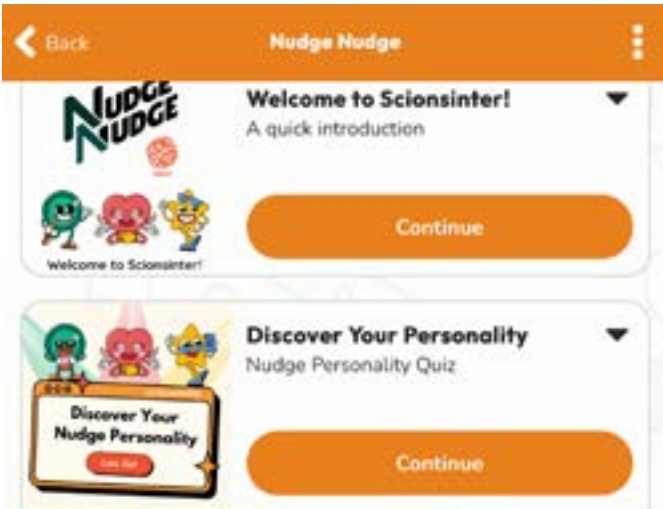 Back
Nudge Nudge
NUDGE
NUDGE
Welcome to Scionsinter!
A quick introduction
Continue
Welcome to Scionsinter!
Discover Your Personality
Nudge Personality Quiz
Discover Your
Nudge Personality
Continue